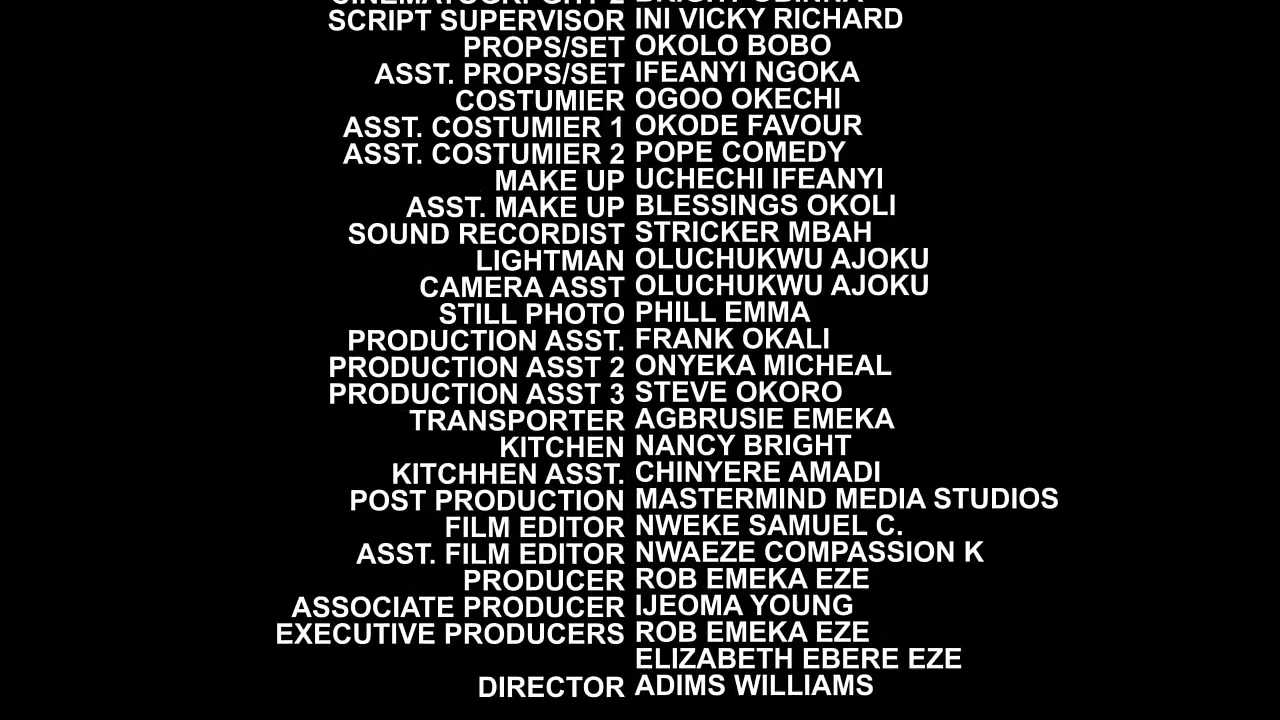 SCRIPT SUPERVISOR INI VICKY RICHARD
PROPS/SET OKOLO BOBO
ASST. PROPS/SET IFEANYI NGOKA
COSTUMIER OGOO OKECHI
ASST. COSTUMIER 1 OKODE FAVOUR
ASST. COSTUMIER 2 POPE COMEDY
MAKE UP UCHECHI IFEANYI
ASST. MAKE UP BLESSINGS OKOLI
SOUND RECORDIST STRICKER MBAH
LIGHTMAN OLUCHUKWU AJOKU
CAMERA ASST OLUCHUKWU AJOKU
STILL PHOTO PHILL EMMA
PRODUCTION ASST. FRANK OKALI
PRODUCTION ASST 2 ONYEKA MICHEAL
PRODUCTION ASST 3 STEVE OKORO
TRANSPORTER AGBRUSIE EMEKA
KITCHEN NANCY BRIGHT
KITCHHEN ASST. CHINYERE AMADI
POST PRODUCTION MASTERMIND MEDIA STUDIOS
FILM EDITOR NWEKE SAMUEL C.
ASST. FILM EDITOR NWAEZE COMPASSION K
PRODUCER ROB EMEKA EZE
ASSOCIATE PRODUCER IJEOMA YOUNG
EXECUTIVE PRODUCERS ROB EMEKA EZE
ELIZABETH EBERE EZE
DIRECTOR ADIMS WILLIAMS